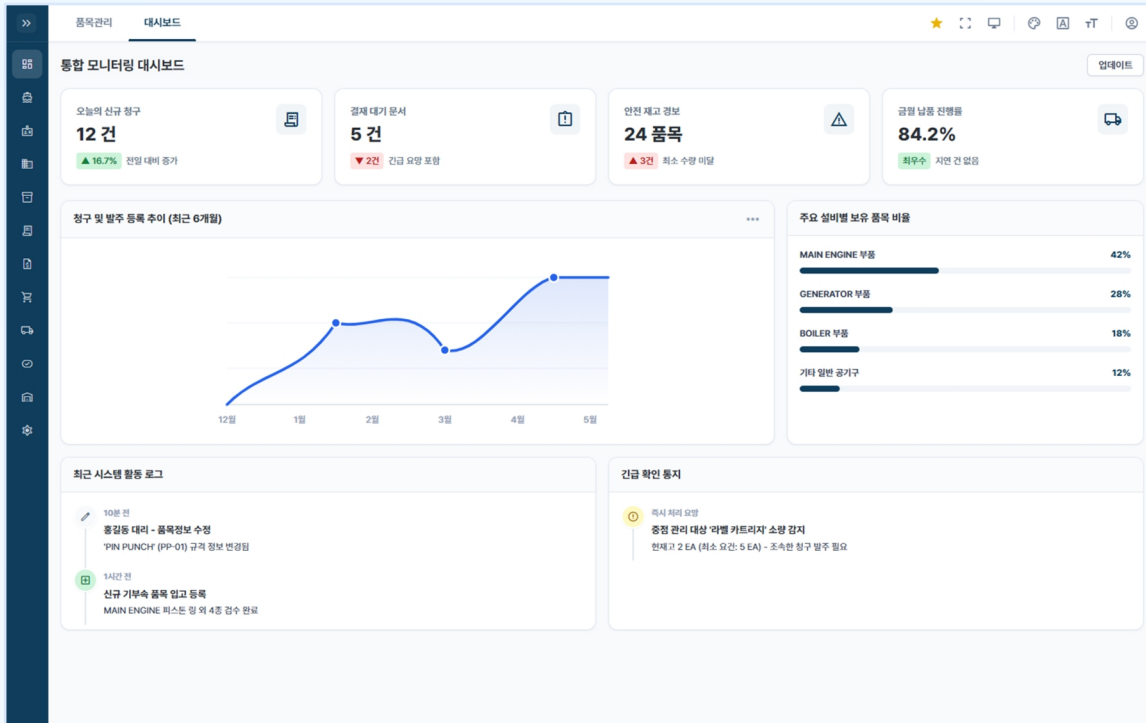 품목관리
대시보드
통합 모니터링 대시보드
업데이트
오늘의 신규 청구
12 건
▲ 16.7% 전일 대비 증가
결재 대기 문서
5 건
▼ 2건 긴급 요망 포함
안전 재고 경보
24 품목
▲ 3건 최소 수량 미달
금월 납품 진행률
84.2%
최우수 지연 건 없음
청구 및 발주 등록 추이 (최근 6개월)
12월 1월 2월 3월 4월 5월
주요 설비별 보유 품목 비율
MAIN ENGINE 부품 42%
GENERATOR 부품 28%
BOILER 부품 18%
기타 일반 공기구 12%
최근 시스템 활동 로그
10분 전
홍길동 대리 - 품목정보 수정
'PIN PUNCH' (PP-01) 규격 정보 변경됨
1시간 전
신규 기부속 품목 입고 등록
MAIN ENGINE 피스톤 링 외 4종 검수 완료
긴급 확인 통지
즉시 처리 요망
중점 관리 대상 '라벨 카트리지' 소량 감지
현재고 2 EA (최소 요건: 5 EA) - 조속한 청구 발주 필요